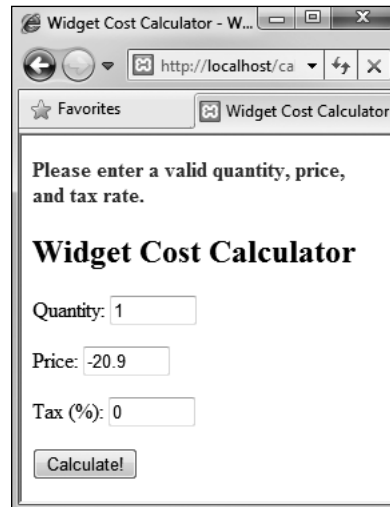 Widget Cost Calculator - W...
http://localhost/ca
Favorites
Widget Cost Calculator
Please enter a valid quantity, price,
and tax rate.
Widget Cost Calculator
Quantity: 1
Price: -20.9
Tax (%): 0
Calculate!